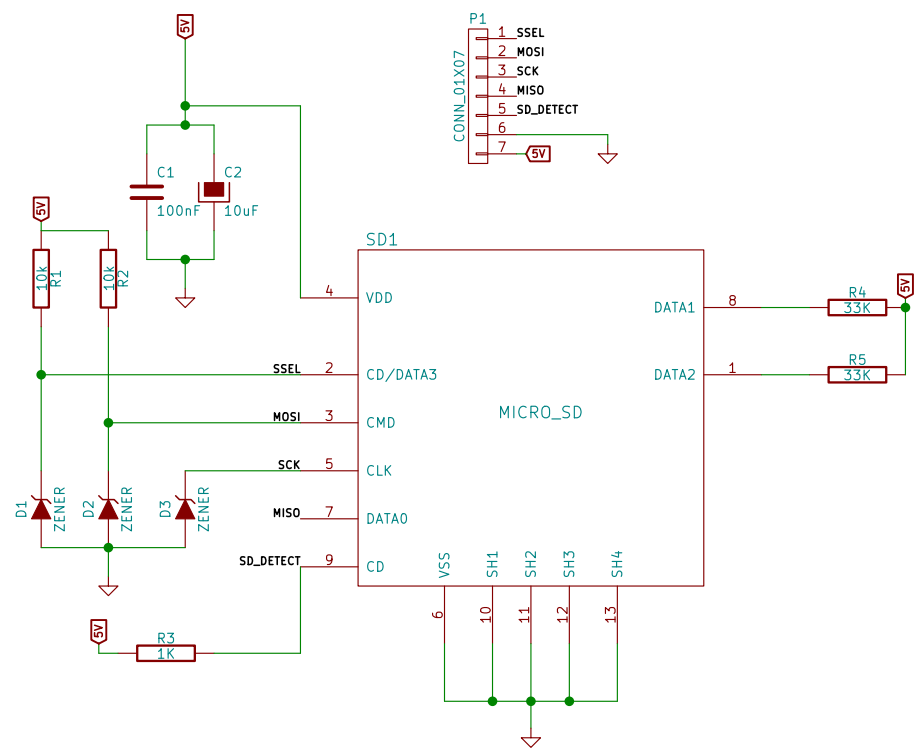 5V
P1
CONN_01X07
1 SSEL
2 MOSI
3 SCK
4 MISO
5 SD_DETECT
6
7 5V
C1
100nF
C2
10uF
5V
10k
R1
10k
R2
SD1
4 VDD
SSEL 2 CD/DATA3
MOSI 3 CMD
SCK 5 CLK
MISO 7 DATA0
SD_DETECT 9 CD
MICRO_SD
DATA1 8
DATA2 1
R4
33K
5V
R5
33K
D1
ZENER
D2
ZENER
D3
ZENER
VSS
SH1
SH2
SH3
SH4
6
10
11
12
13
5V
R3
1K